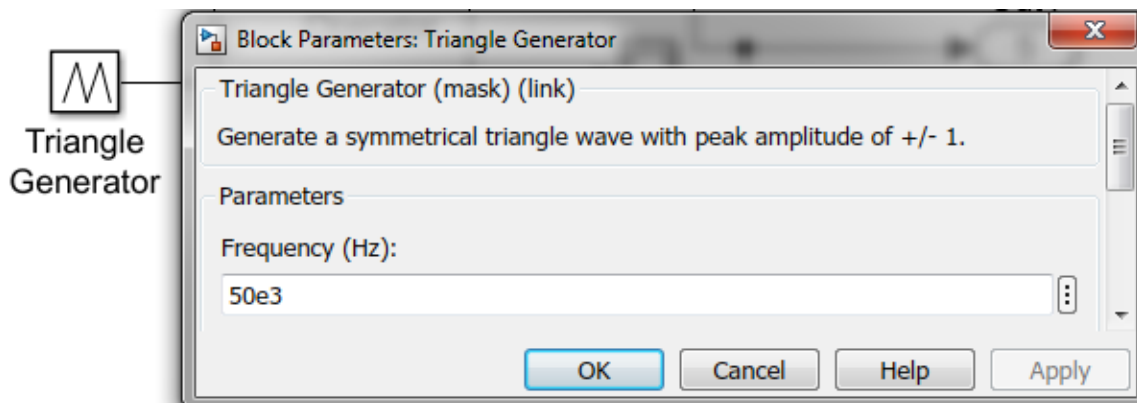 Block Parameters: Triangle Generator
Triangle Generator (mask) (link)
Generate a symmetrical triangle wave with peak amplitude of +/- 1.
Triangle
Generator
Parameters
Frequency (Hz):
50e3
OK Cancel Help Apply